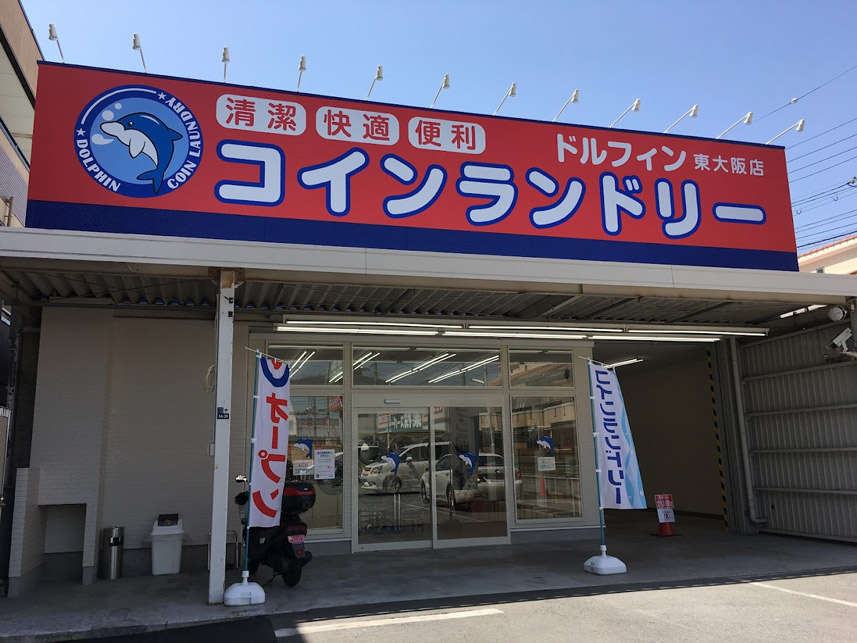 清潔 快適 便利
ドルフィン 東大阪店
コインランドリー
DOLPHIN
COIN LAUNDRY
オープン
コインランドリー